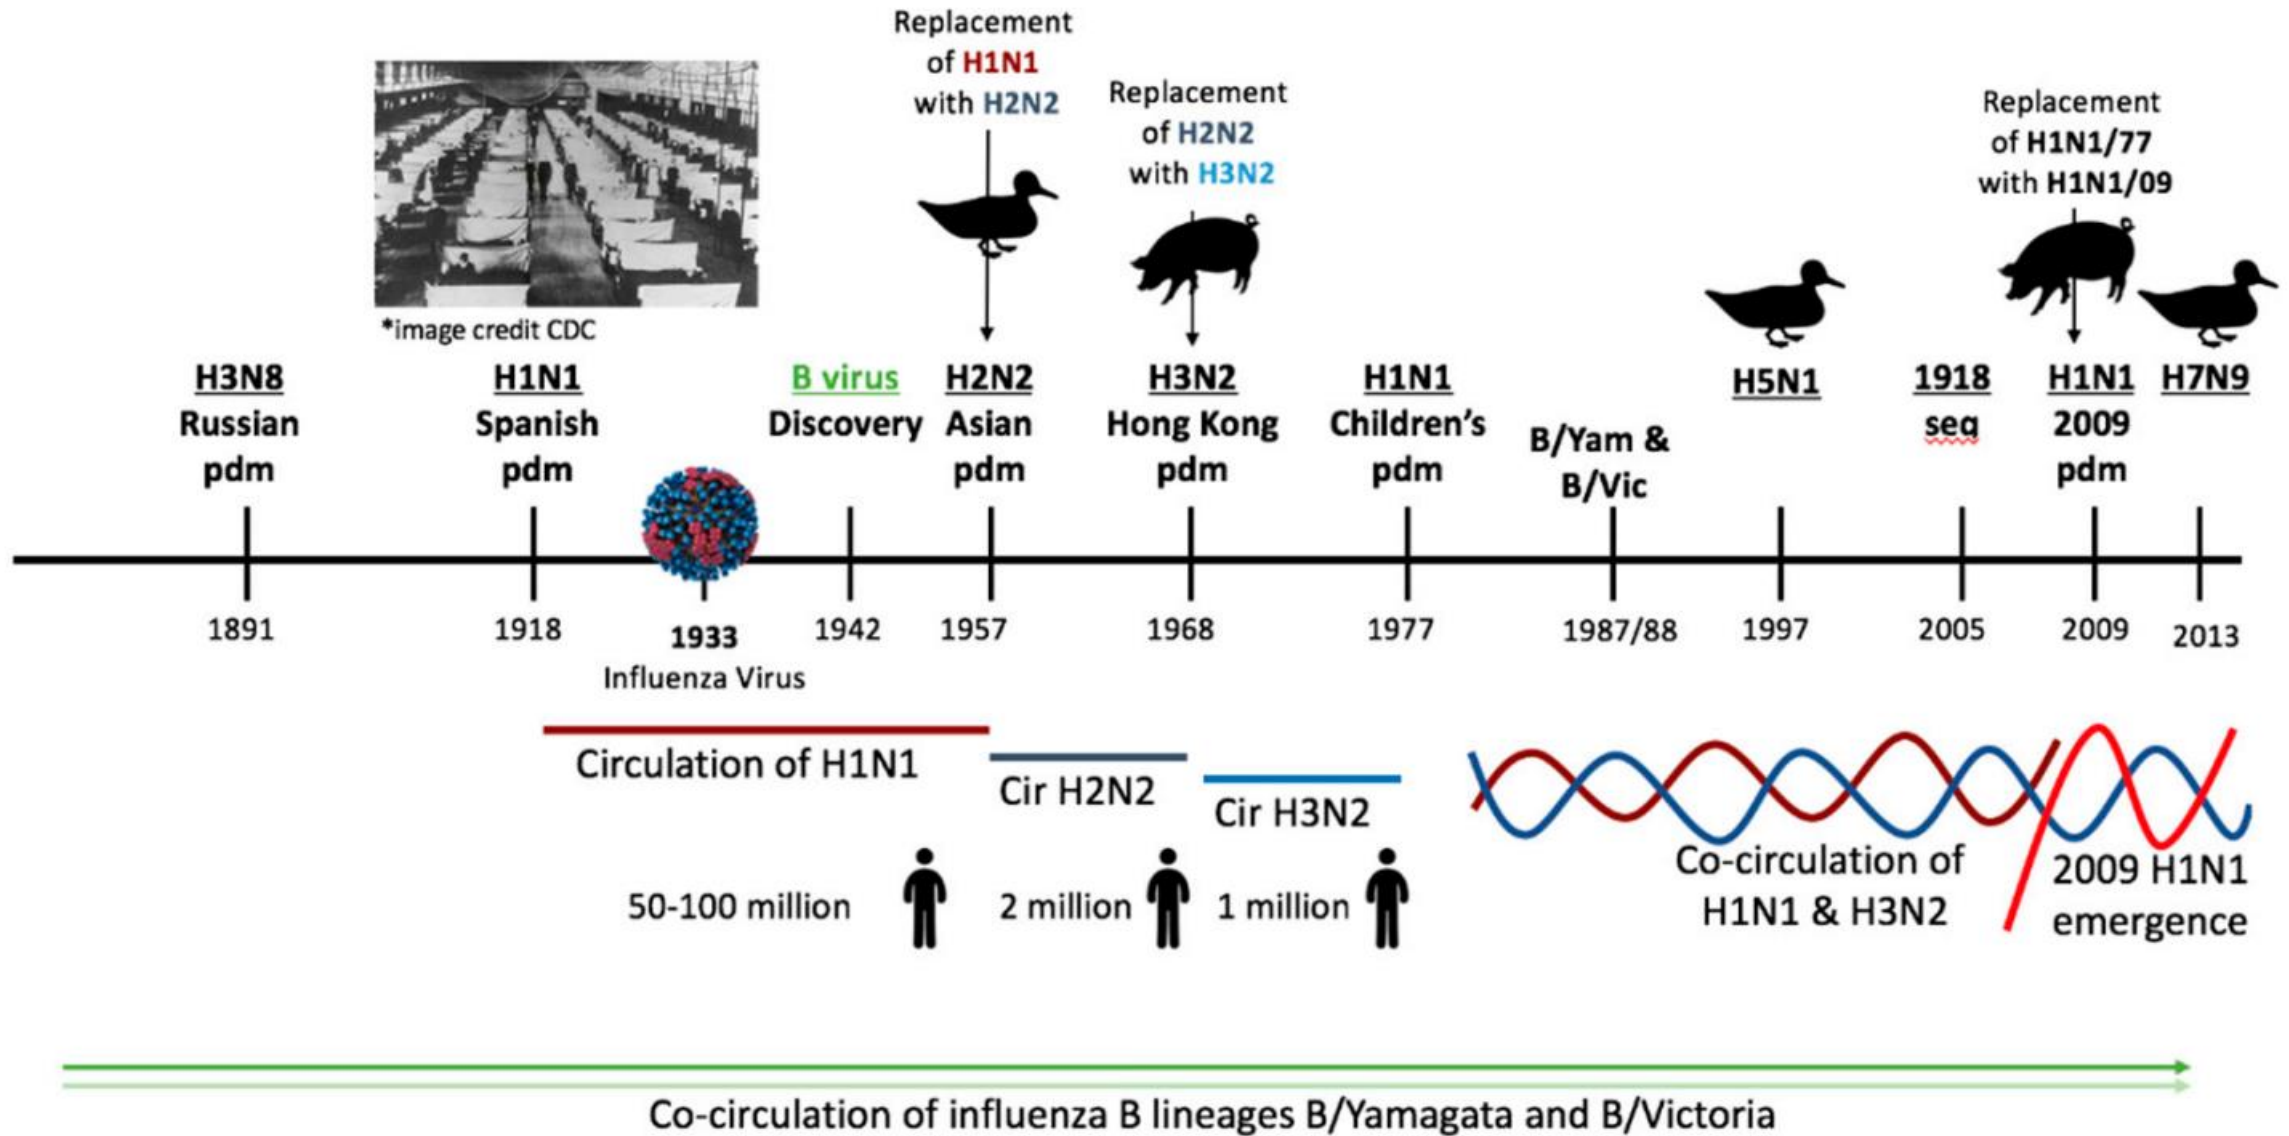 Replacement
of H1N1
with H2N2
Replacement
of H2N2
with H3N2
Replacement
of H1N1/77
with H1N1/09
*image credit CDC
H3N8
Russian
pdm
H1N1
Spanish
pdm
B virus
Discovery
H2N2
Asian
pdm
H3N2
Hong Kong
pdm
H1N1
Children's
pdm
B/Yam &
B/Vic
H5N1
1918
seq
H1N1
2009
pdm
H7N9
1891
1918
1933
Influenza Virus
1942
1957
1968
1977
1987/88
1997
2005
2009
2013
Circulation of H1N1
Cir H2N2
Cir H3N2
50-100 million
2 million
1 million
Co-circulation of
H1N1 & H3N2
2009 H1N1
emergence
Co-circulation of influenza B lineages B/Yamagata and B/Victoria